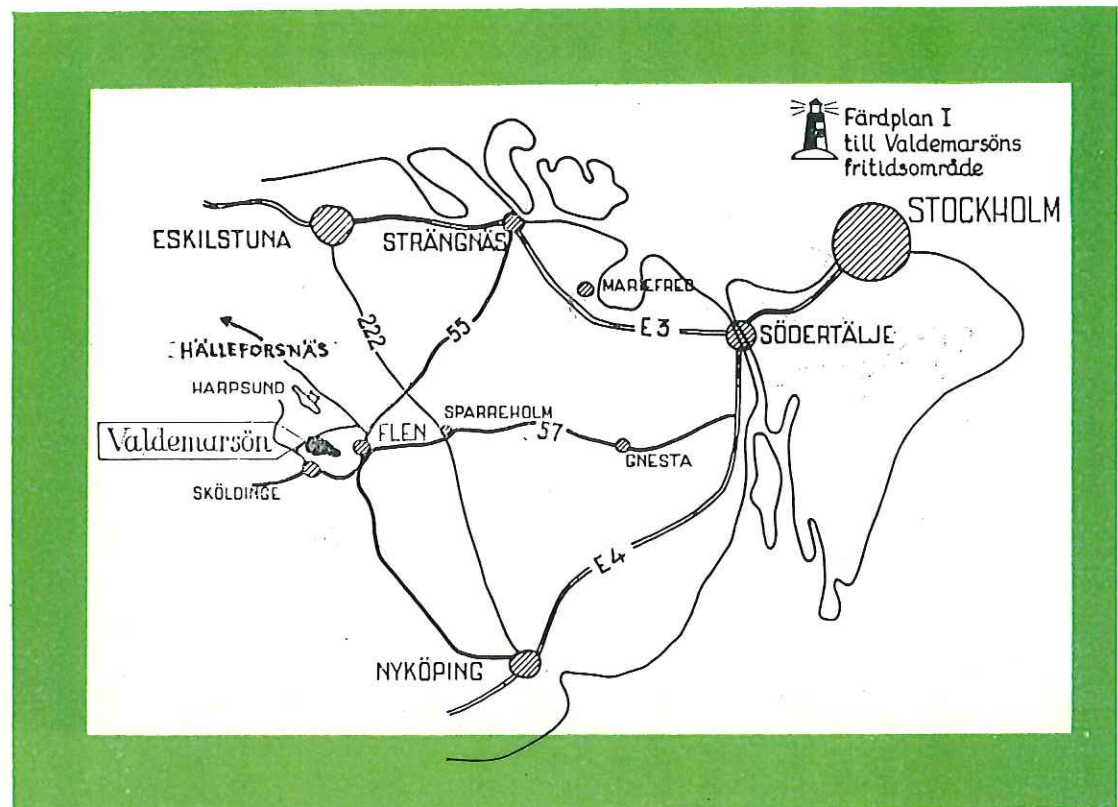 Färdplan I
till Valdemarsöns
fritidsområde
STOCKHOLM
ESKILSTUNA
STRÄNGNÄS
MARIEFRED
E3
SÖDERTÄLJE
222
55
HÄLLEFORSNÄS
HARPSUND
SPARREHOLM
FLEN
57
Valdemarsön
GNESTA
SKÖLDINGE
E4
NYKÖPING